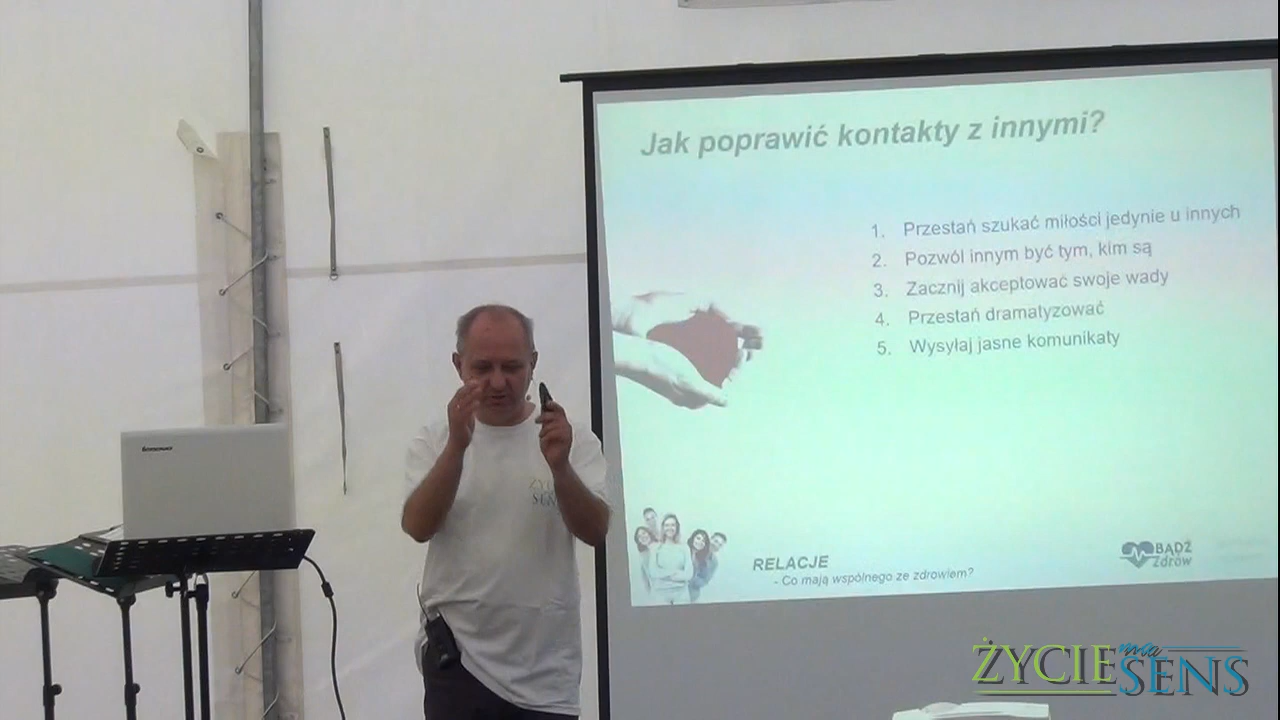 Jak poprawić kontakty z innymi?
1. Przestań szukać miłości jedynie u innych
2. Pozwól innym być tym, kim są
3. Zacznij akceptować swoje wady
4. Przestań dramatyzować
5. Wysyłaj jasne komunikaty
RELACJE
- Co mają wspólnego ze zdrowiem?
BĄDŹ
Zdrów
lenovo
ŻYCIE
SENS
ŻYCIE ma SENS